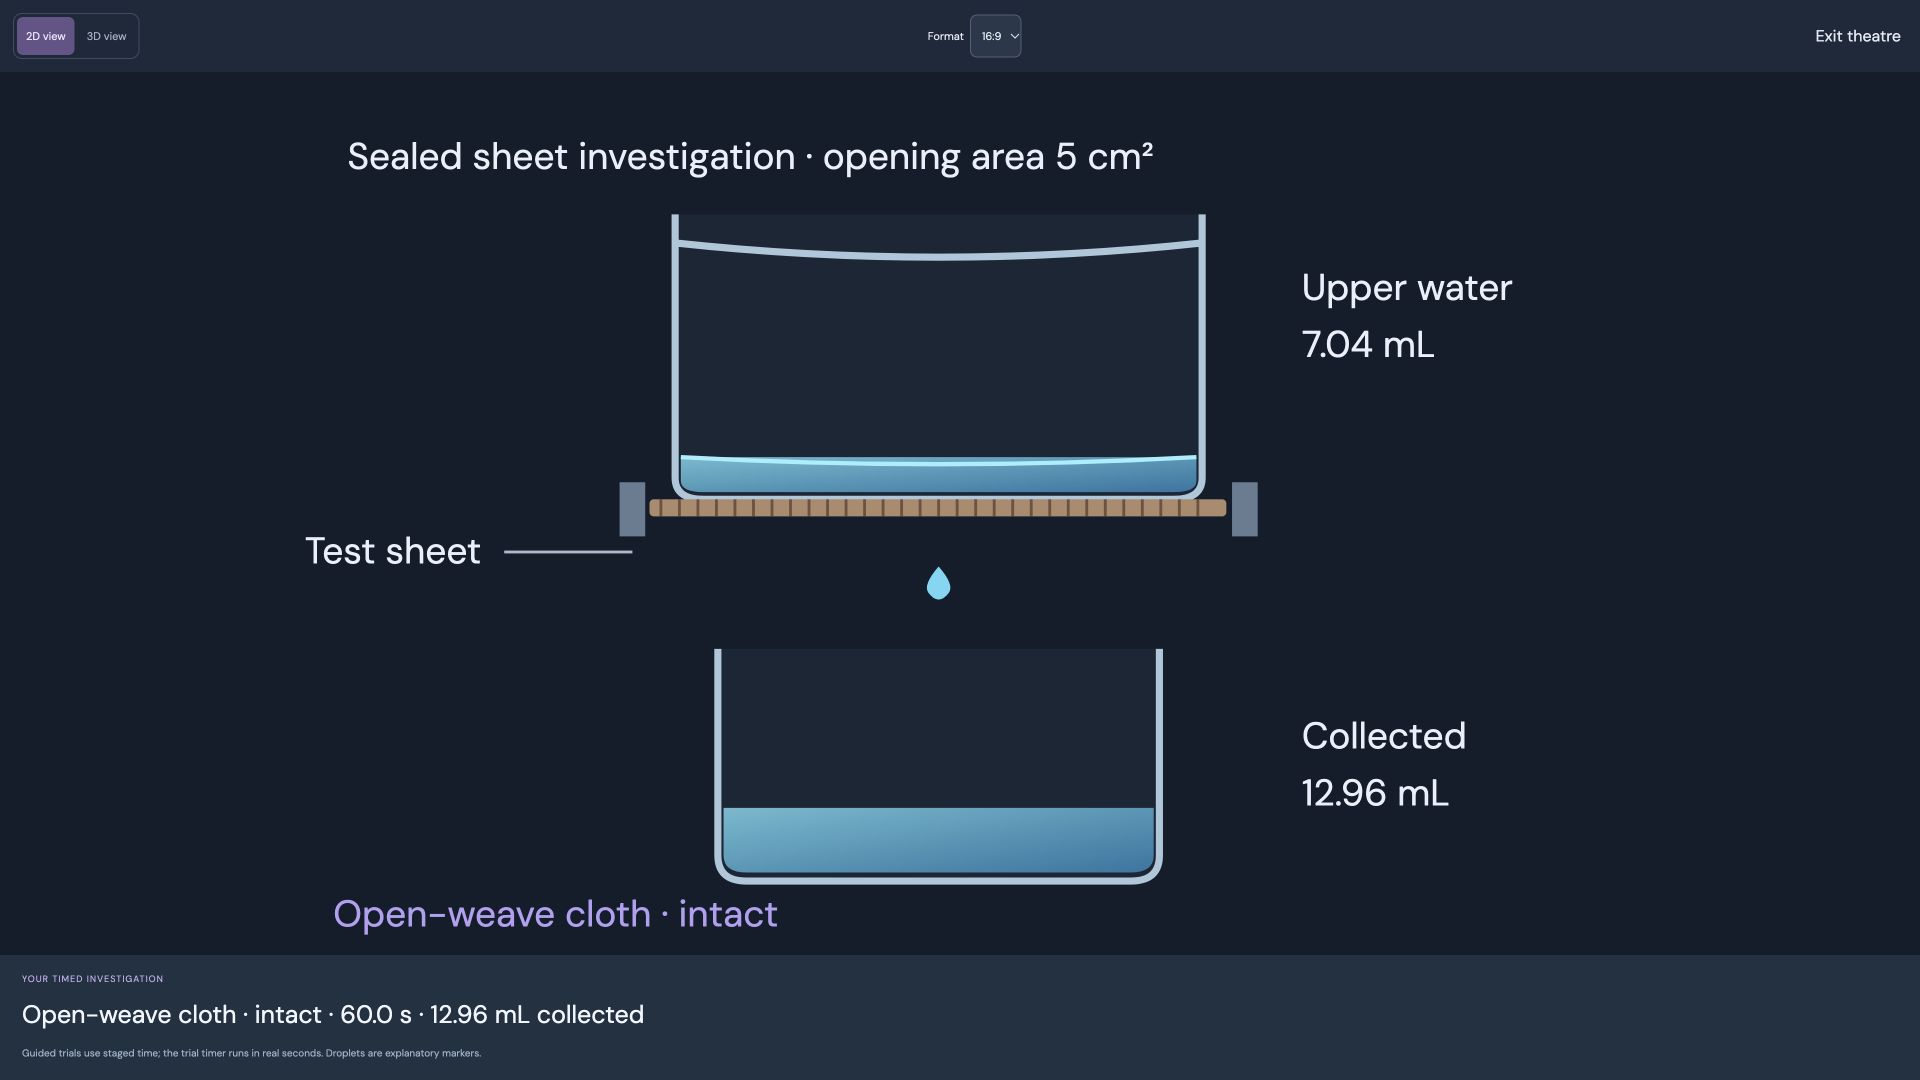 2D view
3D view
Format
16:9
Exit theatre
Sealed sheet investigation · opening area 5 cm²
Upper water
7.04 mL
Test sheet
Collected
12.96 mL
Open-weave cloth · intact
YOUR TIMED INVESTIGATION
Open-weave cloth · intact · 60.0 s · 12.96 mL collected
Guided trials use staged time; the trial timer runs in real seconds. Droplets are explanatory markers.